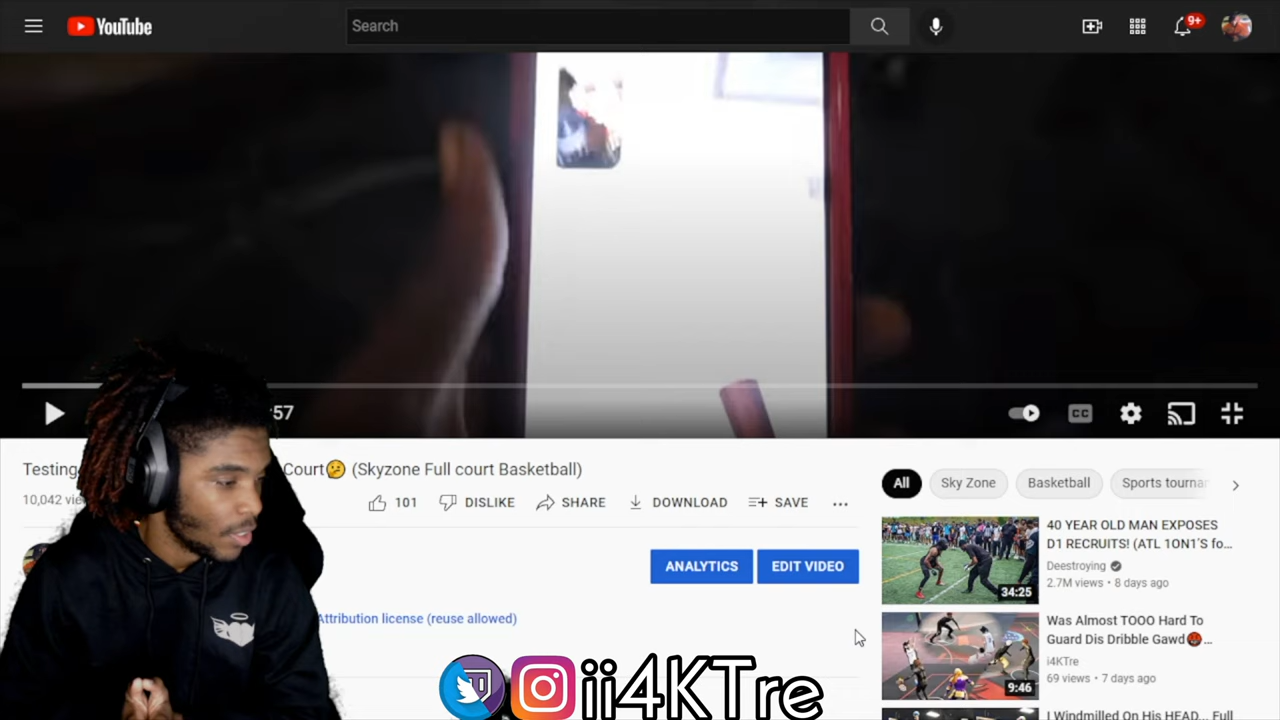 YouTube
Search
9+
:57
CC
Testing
Court🤔 (Skyzone Full court Basketball)
10,042
101
DISLIKE
SHARE
DOWNLOAD
SAVE
ANALYTICS
EDIT VIDEO
Attribution license (reuse allowed)
All
Sky Zone
Basketball
Sports
40 YEAR OLD MAN EXPOSES
D1 RECRUITS! (ATL 1ON1'S fo...
Deestroying
2.7M views • 8 days ago
34:25
Was Almost TOOO Hard To
Guard Dis Dribble Gawd😡...
i4KTre
69 views • 7 days ago
9:46
I Windmilled On His HEAD... Full
ii4KTre